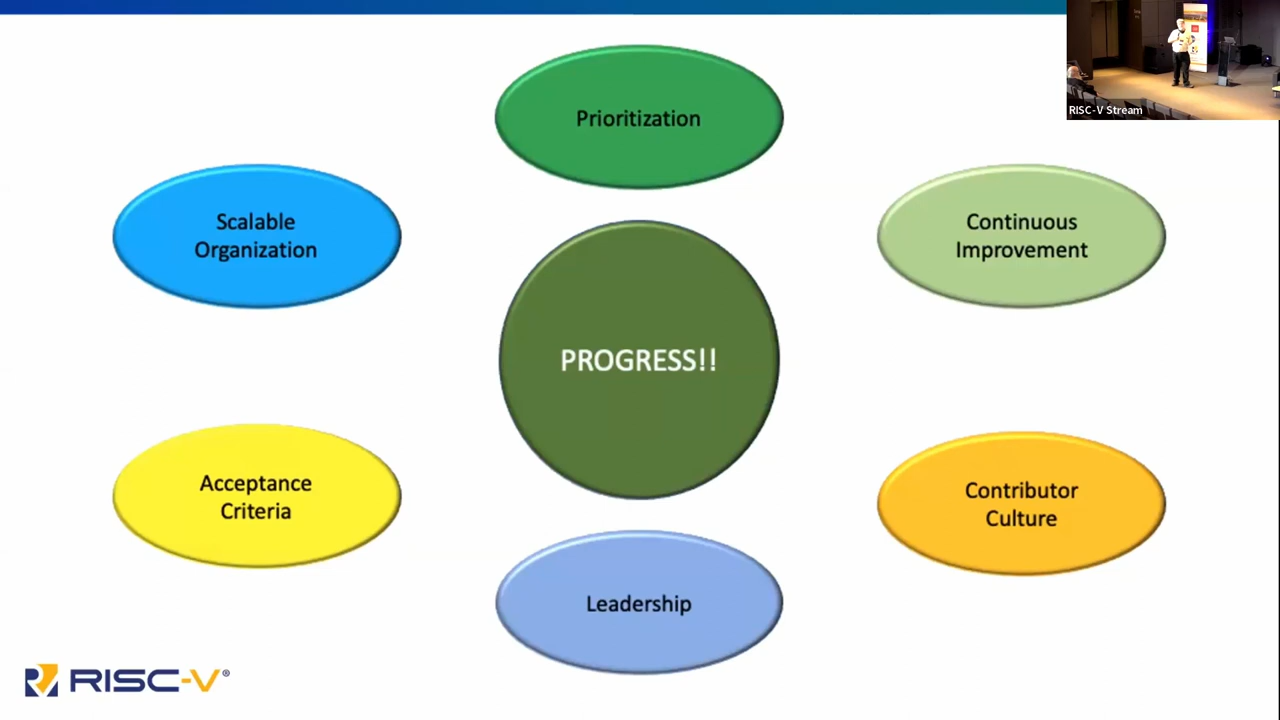 RISC-V Stream
Prioritization
Scalable
Organization
Continuous
Improvement
PROGRESS!!
Acceptance
Criteria
Contributor
Culture
Leadership
RISC-V®